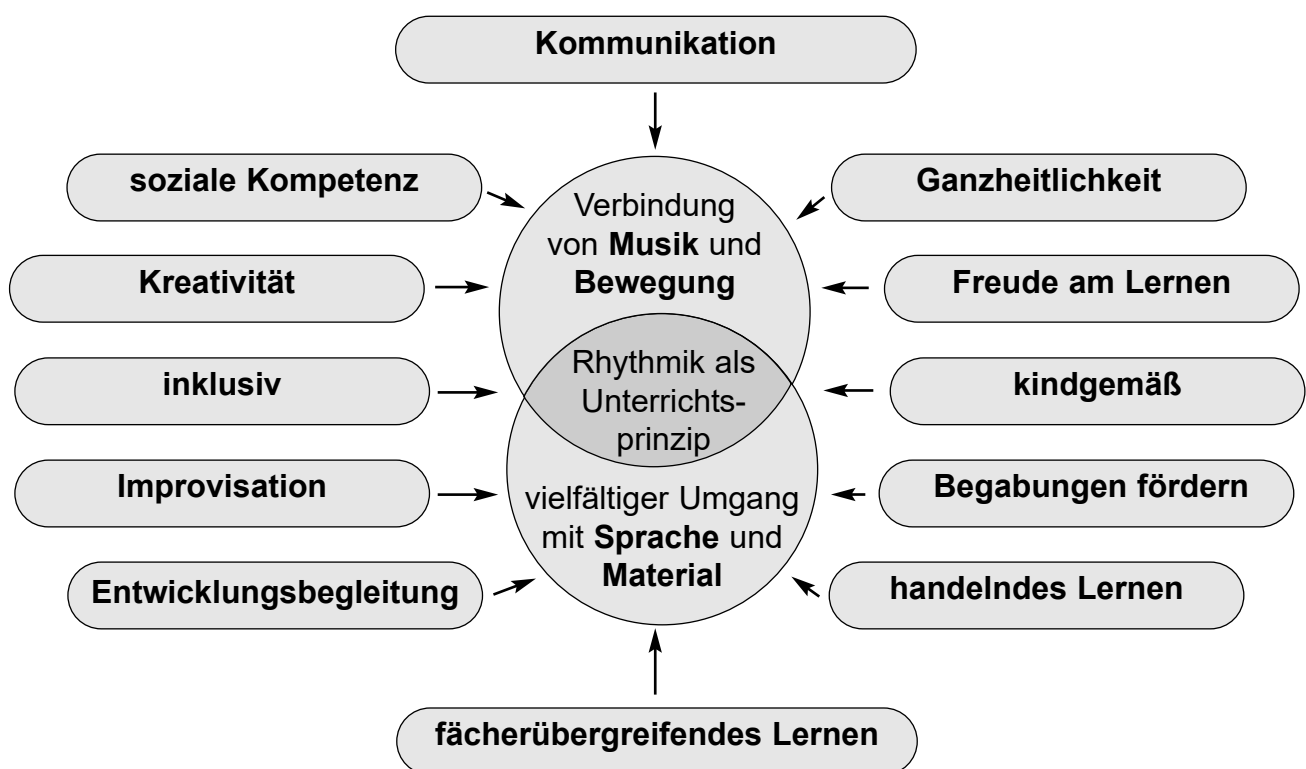 Kommunikation
soziale Kompetenz
Ganzheitlichkeit
Verbindung
von Musik und
Bewegung
Kreativität
Freude am Lernen
inklusiv
Rhythmik als
Unterrichts-
prinzip
kindgemäß
Improvisation
Begabungen fördern
vielfältiger Umgang
mit Sprache und
Material
Entwicklungsbegleitung
handelndes Lernen
fächerübergreifendes Lernen